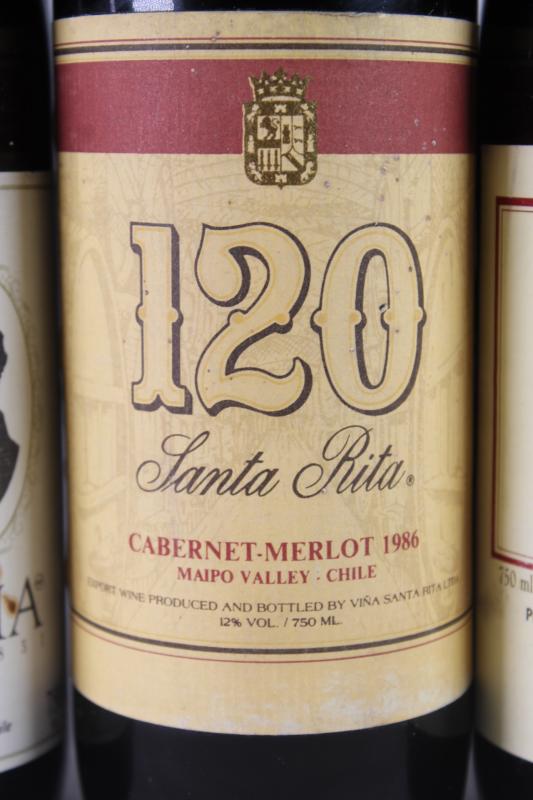 120
Santa Rita®
CABERNET-MERLOT 1986
MAIPO VALLEY · CHILE
EXPORT WINE PRODUCED AND BOTTLED BY VIÑA SANTA RITA LTDA.
12% VOL. / 750 ML.
750 ml